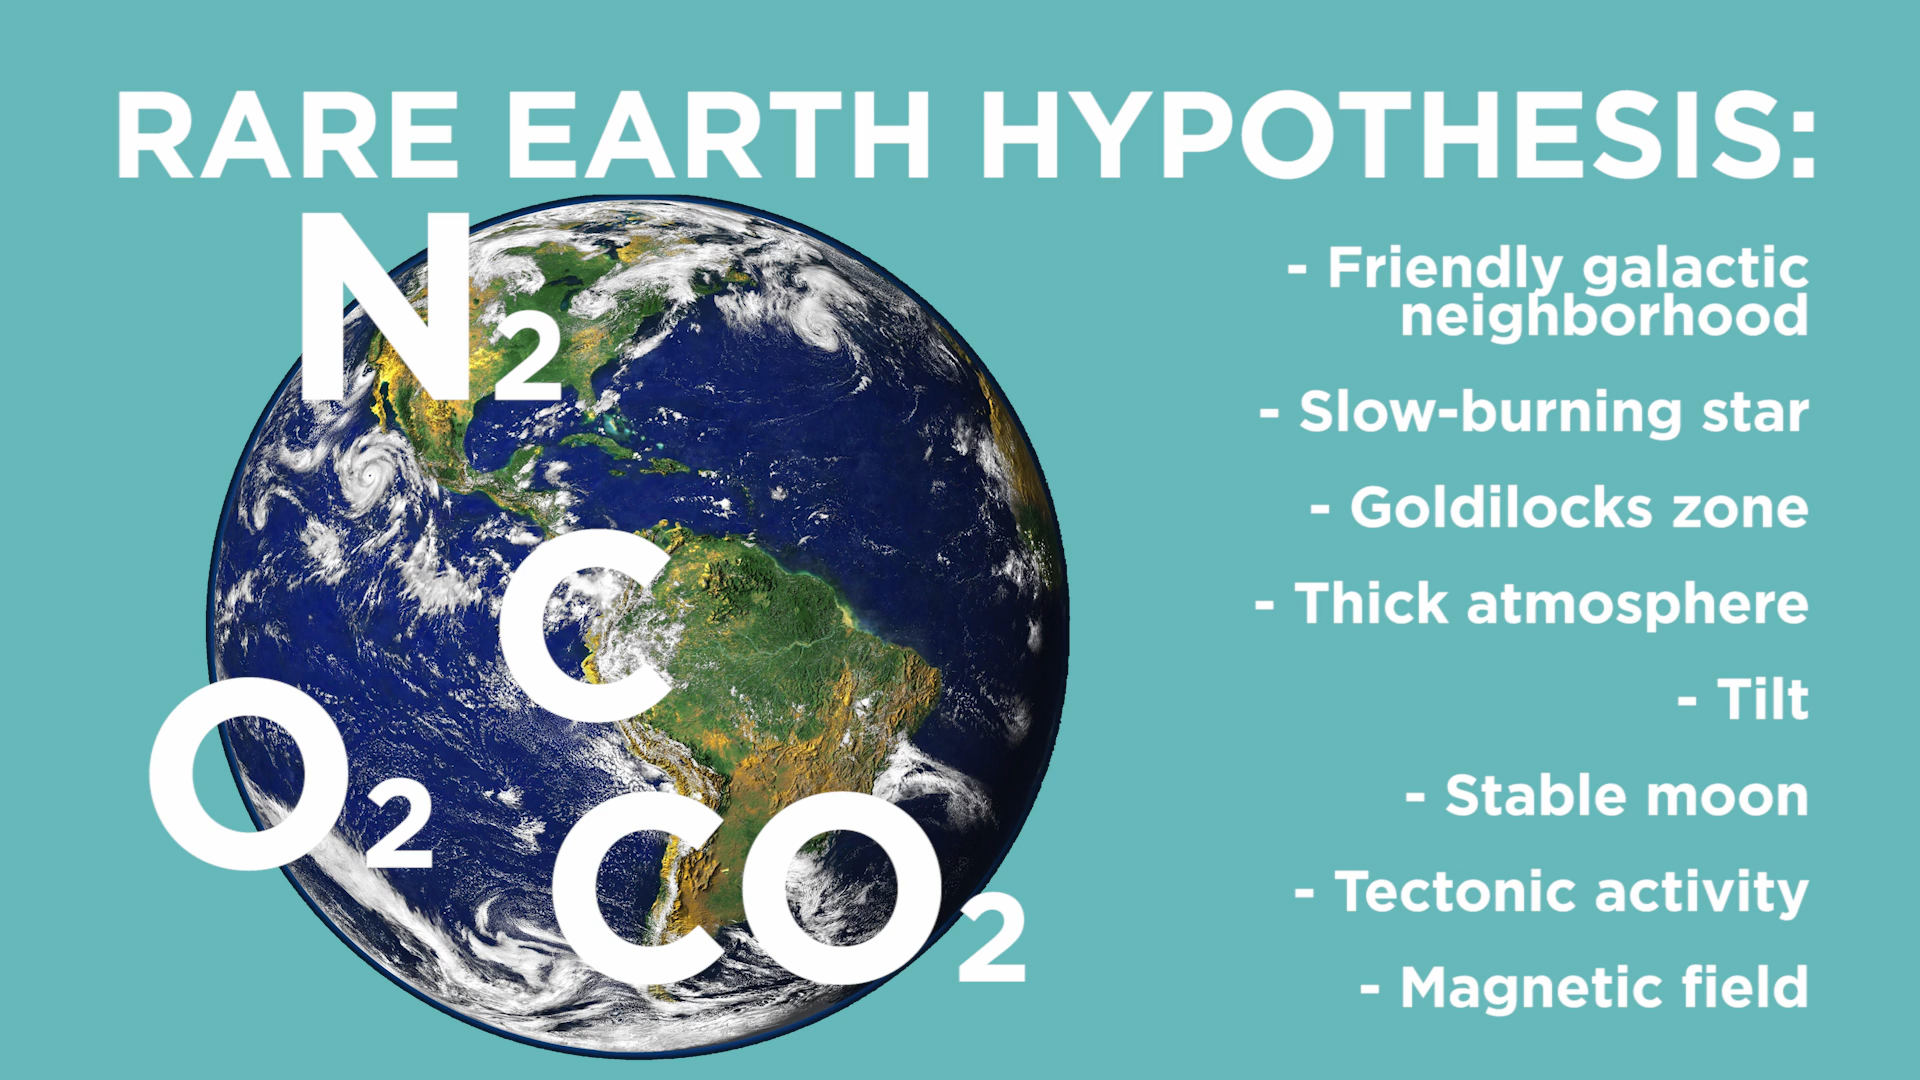 RARE EARTH HYPOTHESIS:
N2
C
O2
CO2
- Friendly galactic
neighborhood
- Slow-burning star
- Goldilocks zone
- Thick atmosphere
- Tilt
- Stable moon
- Tectonic activity
- Magnetic field